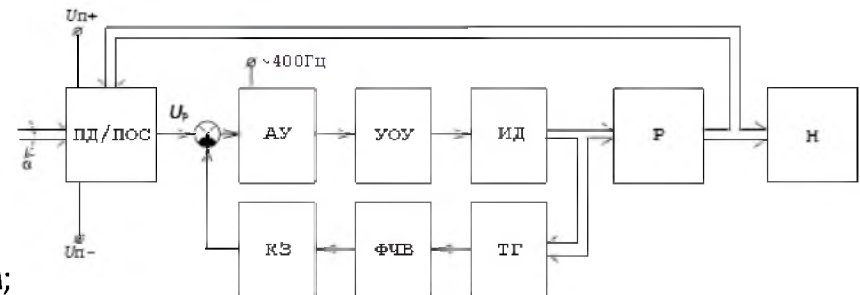 Uп+
~400Гц
ПД/ПОС
Uр
АУ
УОУ
ИД
Р
Н
α
Uп-
КЗ
ФЧВ
ТГ
;